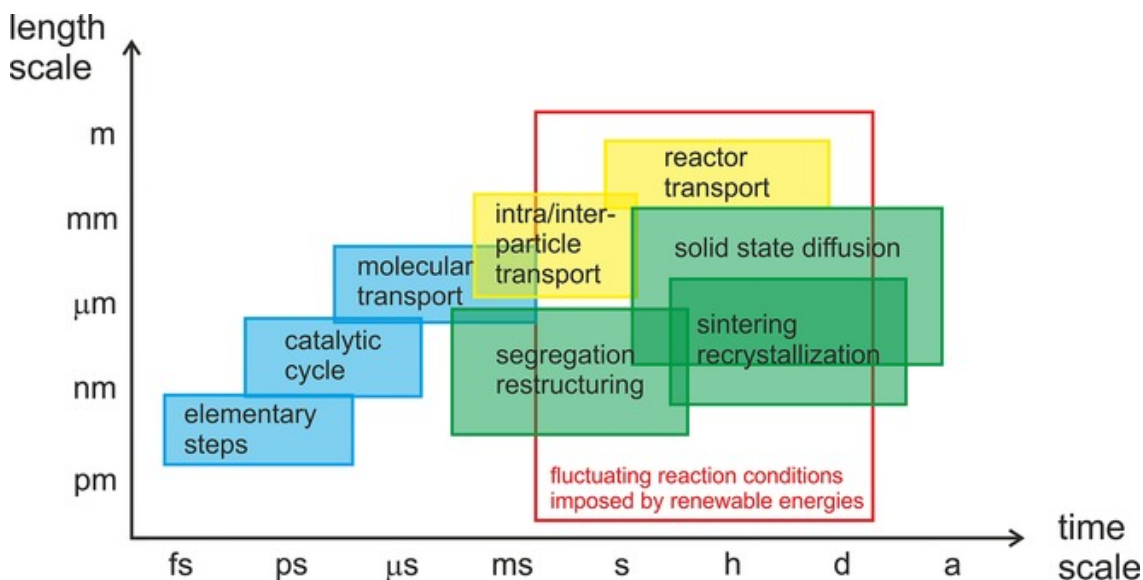 length
scale
m
mm
μm
nm
pm
reactor
transport
intra/inter-
particle
transport
solid state diffusion
molecular
transport
sintering
recrystallization
catalytic
cycle
segregation
restructuring
elementary
steps
fluctuating reaction conditions
imposed by renewable energies
fs
ps
μs
ms
s
h
d
a
time
scale